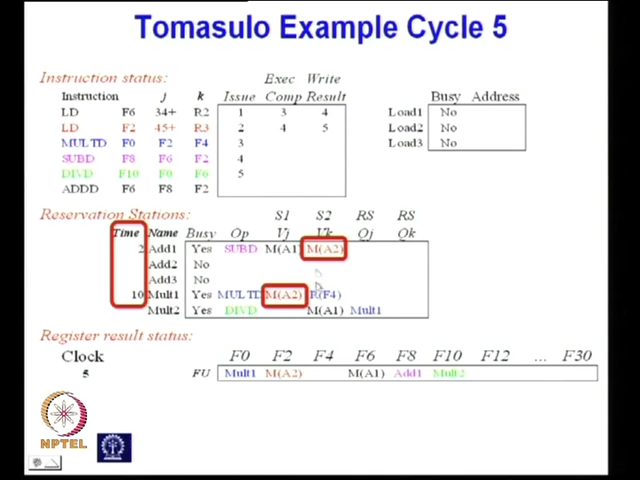 Tomasulo Example Cycle 5
Instruction status: Exec Write
Instruction j k Issue Comp Result Busy Address
LD F6 34+ R2 1 3 4 Load1 No
LD F2 45+ R3 2 4 5 Load2 No
MULTD F0 F2 F4 3 Load3 No
SUBD F8 F6 F2 4
DIVD F10 F0 F6 5
ADDD F6 F8 F2
Reservation Stations: S1 S2 RS RS
Time Name Busy Op Vj Vk Qj Qk
2 Add1 Yes SUBD M(A1) M(A2)
Add2 No
Add3 No
10 Mult1 Yes MULTD M(A2) R(F4)
Mult2 Yes DIVD M(A1) Mult1
Register result status:
Clock F0 F2 F4 F6 F8 F10 F12 ... F30
5 FU Mult1 M(A2) M(A1) Add1 Mult2
NPTEL